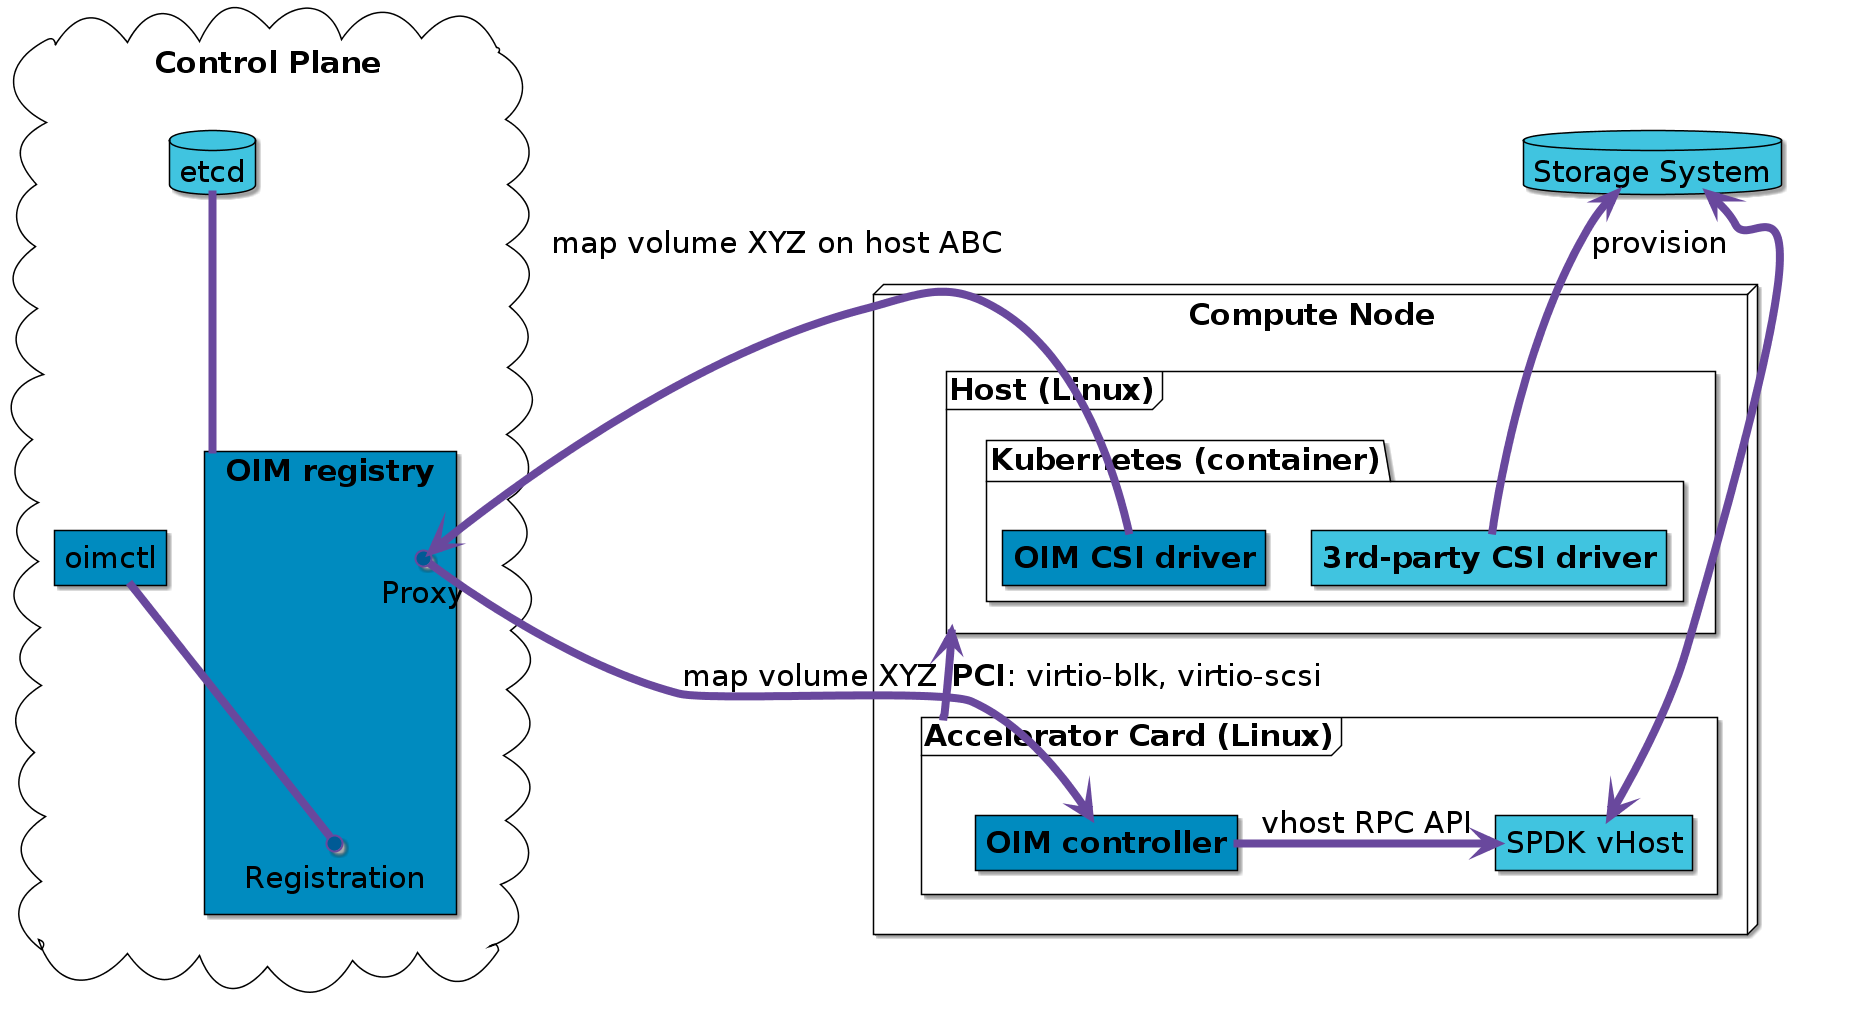 Control Plane
etcd
Storage System
map volume XYZ on host ABC
provision
Compute Node
Host (Linux)
Kubernetes (container)
OIM registry
oimctl
OIM CSI driver
3rd-party CSI driver
Proxy
map volume XYZ
PCI: virtio-blk, virtio-scsi
Accelerator Card (Linux)
vhost RPC API
OIM controller
SPDK vHost
Registration